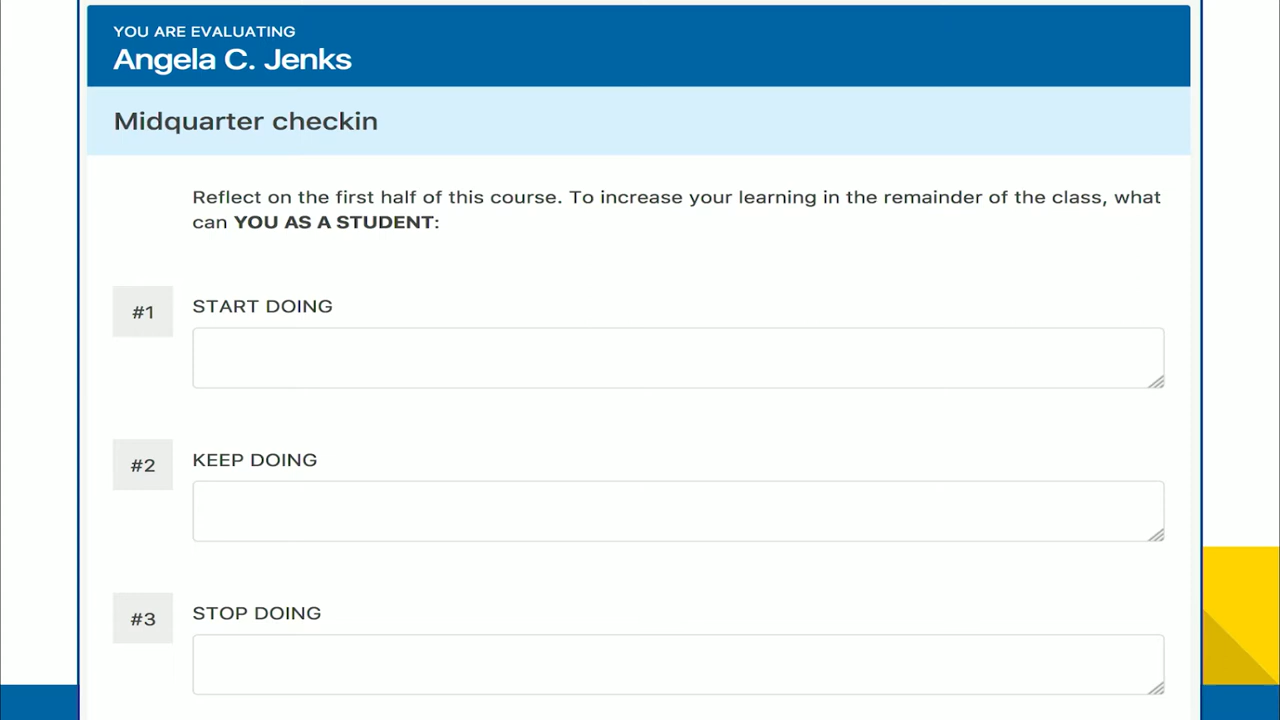 YOU ARE EVALUATING
Angela C. Jenks
Midquarter checkin
Reflect on the first half of this course. To increase your learning in the remainder of the class, what
can YOU AS A STUDENT:
#1 START DOING
#2 KEEP DOING
#3 STOP DOING